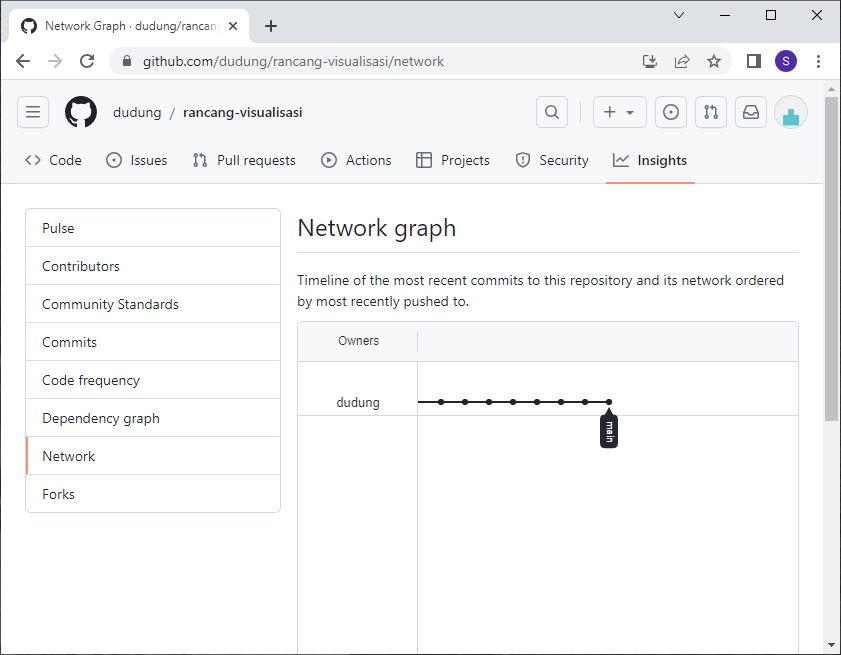 Network Graph · dudung/rancang
github.com/dudung/rancang-visualisasi/network
S
dudung / rancang-visualisasi
Code Issues Pull requests Actions Projects Security Insights
Pulse
Contributors
Community Standards
Commits
Code frequency
Dependency graph
Network
Forks
Network graph
Timeline of the most recent commits to this repository and its network ordered
by most recently pushed to.
Owners
dudung
main